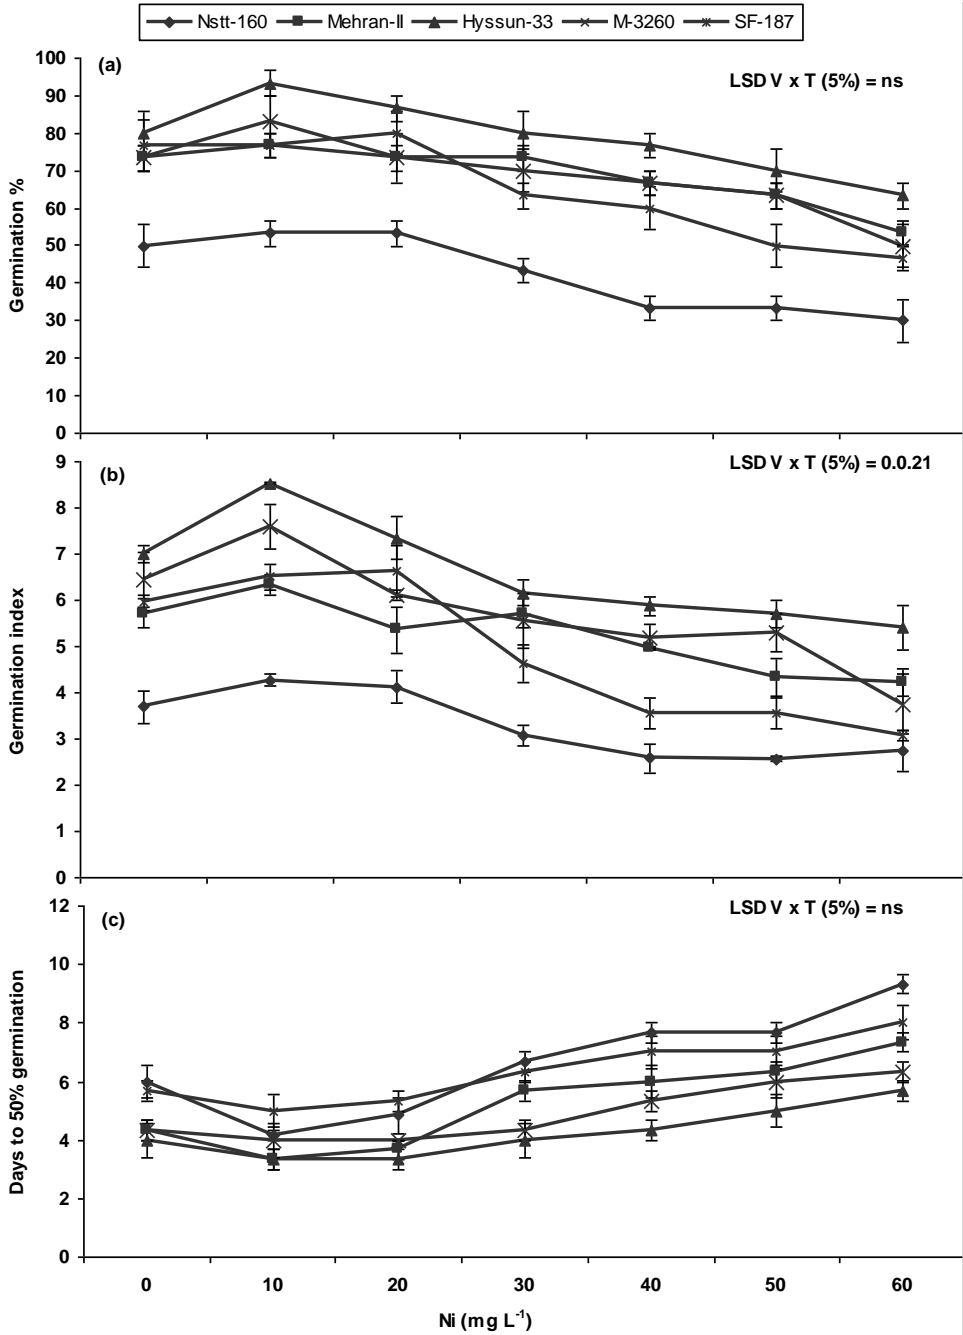 Nstt-160 Mehran-II Hyssun-33 M-3260 SF-187
(a)
LSD V x T (5%) = ns
Germination %
100
90
80
70
60
50
40
30
20
10
0
(b)
LSD V x T (5%) = 0.0.21
Germination index
9
8
7
6
5
4
3
2
1
0
(c)
LSD V x T (5%) = ns
Days to 50% germination
12
10
8
6
4
2
0
0 10 20 30 40 50 60
Ni (mg L⁻¹)